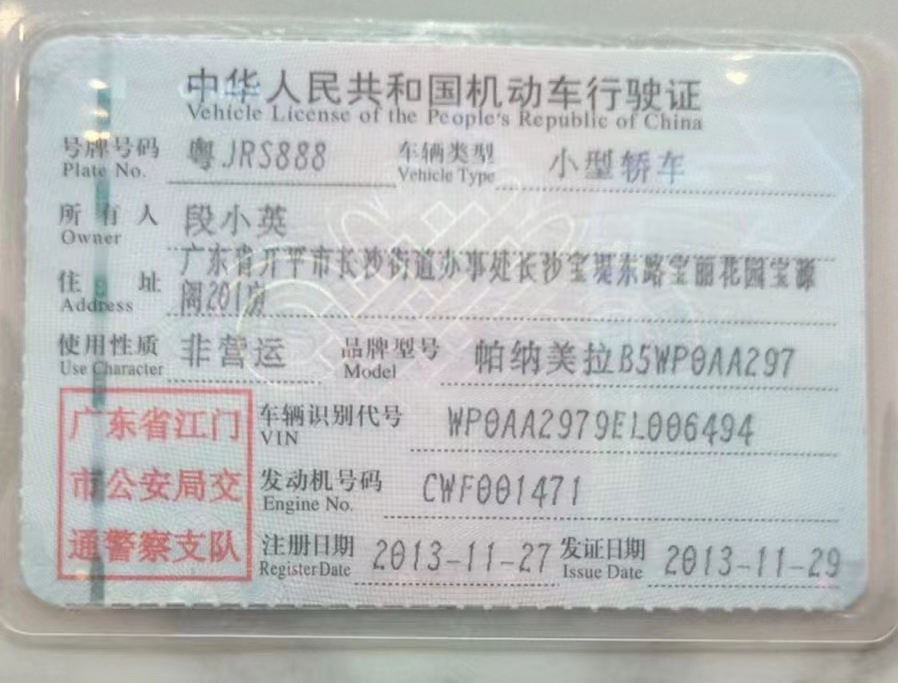 中华人民共和国机动车行驶证
Vehicle License of the People's Republic of China
号牌号码 粤JRS888 车辆类型 小型轿车
Plate No. Vehicle Type
所有人 段小英
Owner
住址 广东省开平市长沙街道办事处长沙宝堤东路宝丽花园宝源
Address 阁201房
使用性质 非营运 品牌型号 帕纳美拉B5WP0AA297
Use Character Model
广东省江门 车辆识别代号 WP0AA2979EL006494
VIN
市公安局交 发动机号码 CWF001471
Engine No.
通警察支队 注册日期 2013-11-27 发证日期 2013-11-29
Register Date Issue Date